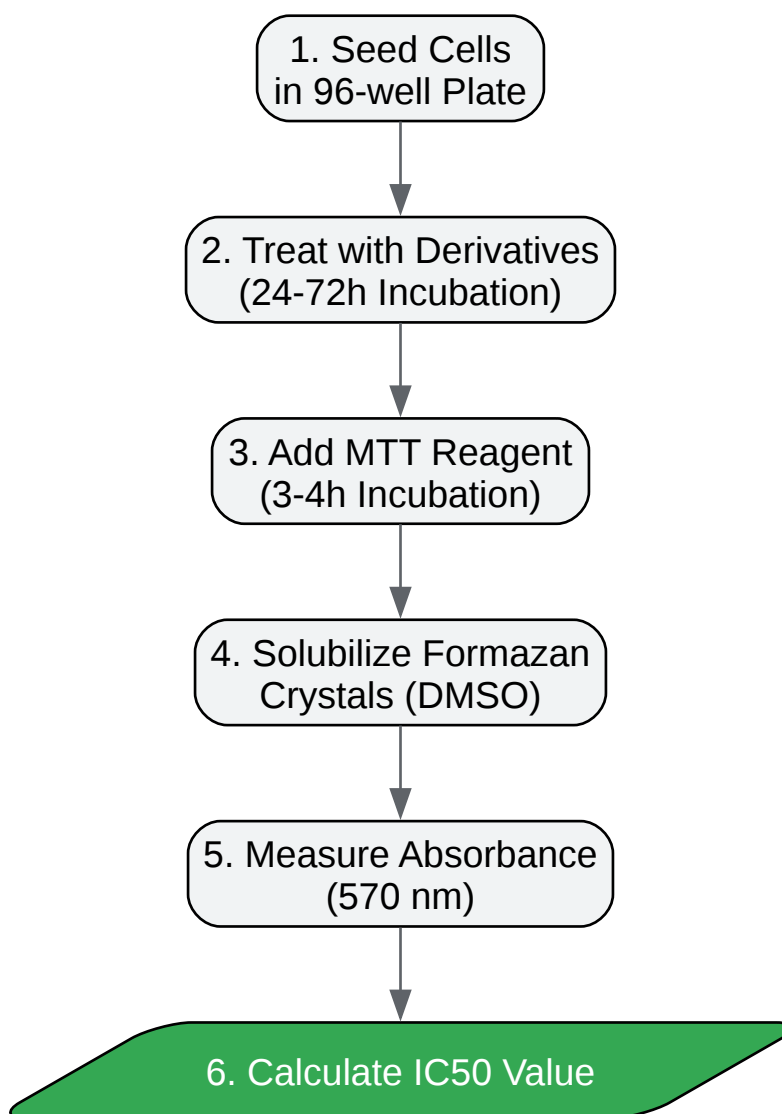 1. Seed Cells
in 96-well Plate
2. Treat with Derivatives
(24-72h Incubation)
3. Add MTT Reagent
(3-4h Incubation)
4. Solubilize Formazan
Crystals (DMSO)
5. Measure Absorbance
(570 nm)
6. Calculate IC50 Value